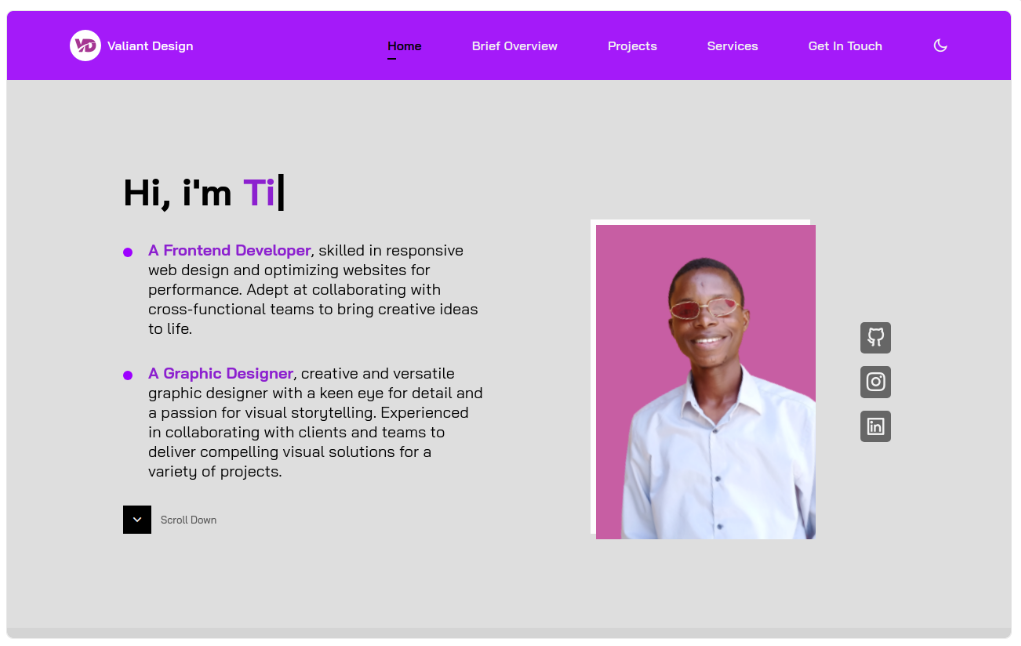 VD Valiant Design
Home
Brief Overview
Projects
Services
Get In Touch
Hi, i'm Ti
A Frontend Developer, skilled in responsive
web design and optimizing websites for
performance. Adept at collaborating with
cross-functional teams to bring creative ideas
to life.
A Graphic Designer, creative and versatile
graphic designer with a keen eye for detail and
a passion for visual storytelling. Experienced
in collaborating with clients and teams to
deliver compelling visual solutions for a
variety of projects.
Scroll Down
in